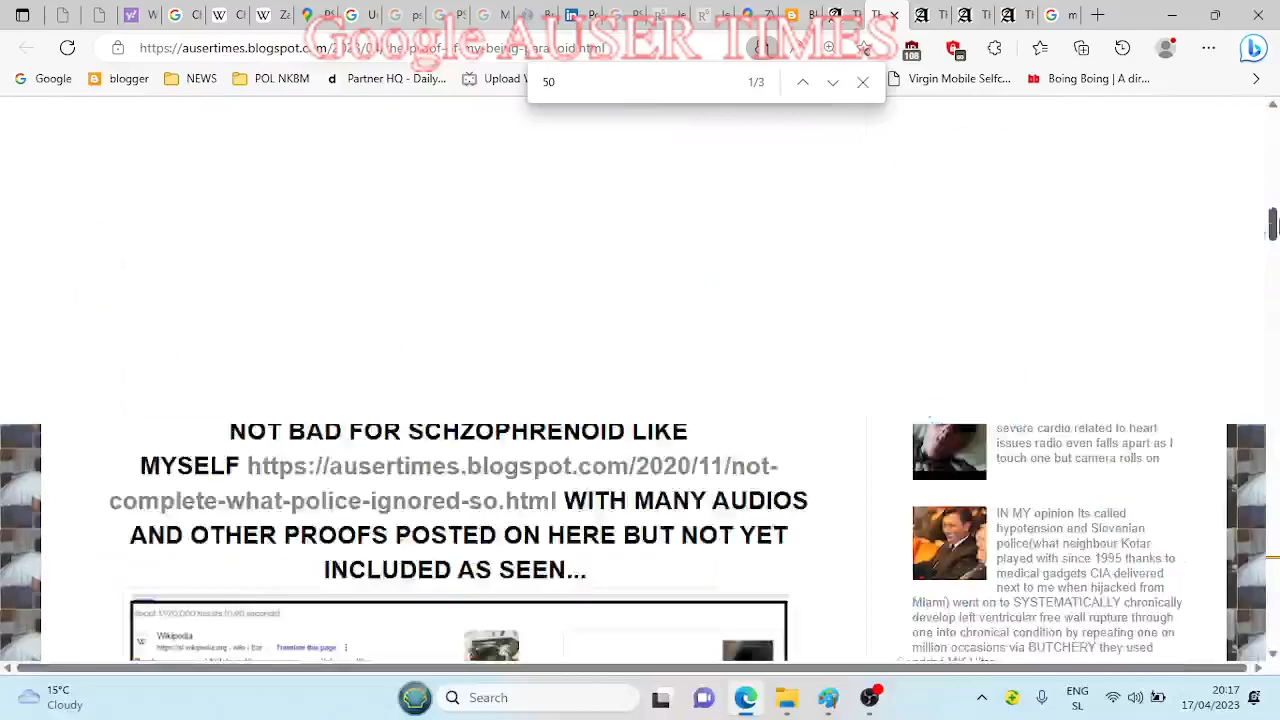 Google AUSER TIMES
https://ausertimes.blogspot.com/2023/04/
Google
blogger
NEWS
POL NKBM
Partner HQ - Daily...
Upload V
Virgin Mobile Selfc...
Boing Boing | A dir...
50
1/3
108
NOT BAD FOR SCHZOPHRENOID LIKE
MYSELF https://ausertimes.blogspot.com/2020/11/not-
complete-what-police-ignored-so.html WITH MANY AUDIOS
AND OTHER PROOFS POSTED ON HERE BUT NOT YET
INCLUDED AS SEEN...
Wikipedia
Translate this page
severe cardio related to heart
issues radio even falls apart as I
touch one but camera rolls on
IN MY opinion Its called
hypotension and Slovenian
police(what neighbour Kotar
played with since 1995 thanks to
medical gadgets CIA delivered
next to me when hijacked from
Miami) went on to SYSTEMATICALLY chronically
develop left ventricular free wall rupture through
one into chronical condition by repeating one on
million occasions via BUTCHERY they used
15°C
Cloudy
Search
ENG
SL
20:17
17/04/2023